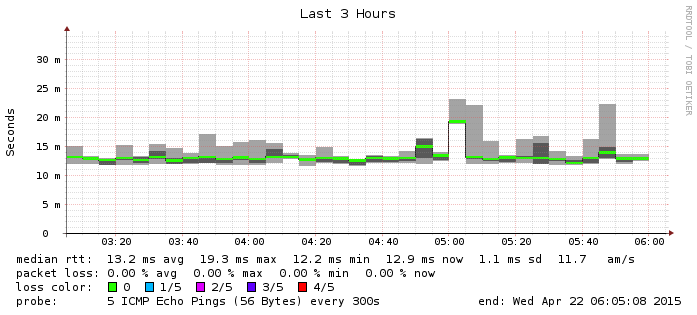 Last 3 Hours
RRDTOOL / TOBI OETIKER
Seconds
30 m
25 m
20 m
15 m
10 m
5 m
0
03:20 03:40 04:00 04:20 04:40 05:00 05:20 05:40 06:00
median rtt: 13.2 ms avg 19.3 ms max 12.2 ms min 12.9 ms now 1.1 ms sd 11.7 am/s
packet loss: 0.00 % avg 0.00 % max 0.00 % min 0.00 % now
loss color: 0 1/5 2/5 3/5 4/5
probe: 5 ICMP Echo Pings (56 Bytes) every 300s end: Wed Apr 22 06:05:08 2015